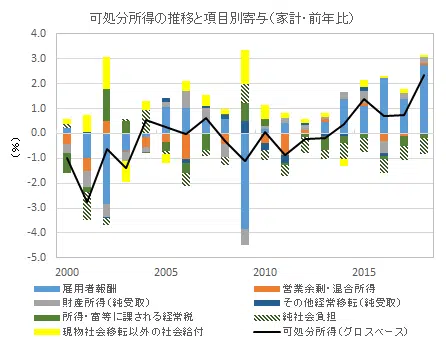 可処分所得の推移と項目別寄与(家計・前年比)
4.0
3.0
2.0
1.0
0.0
-1.0
-2.0
-3.0
-4.0
-5.0
(%)
2000 2005 2010 2015
雇用者報酬 営業余剰・混合所得
財産所得(純受取) その他経常移転(純受取)
所得・富等に課される経常税 純社会負担
現物社会移転以外の社会給付 可処分所得(グロスベース)